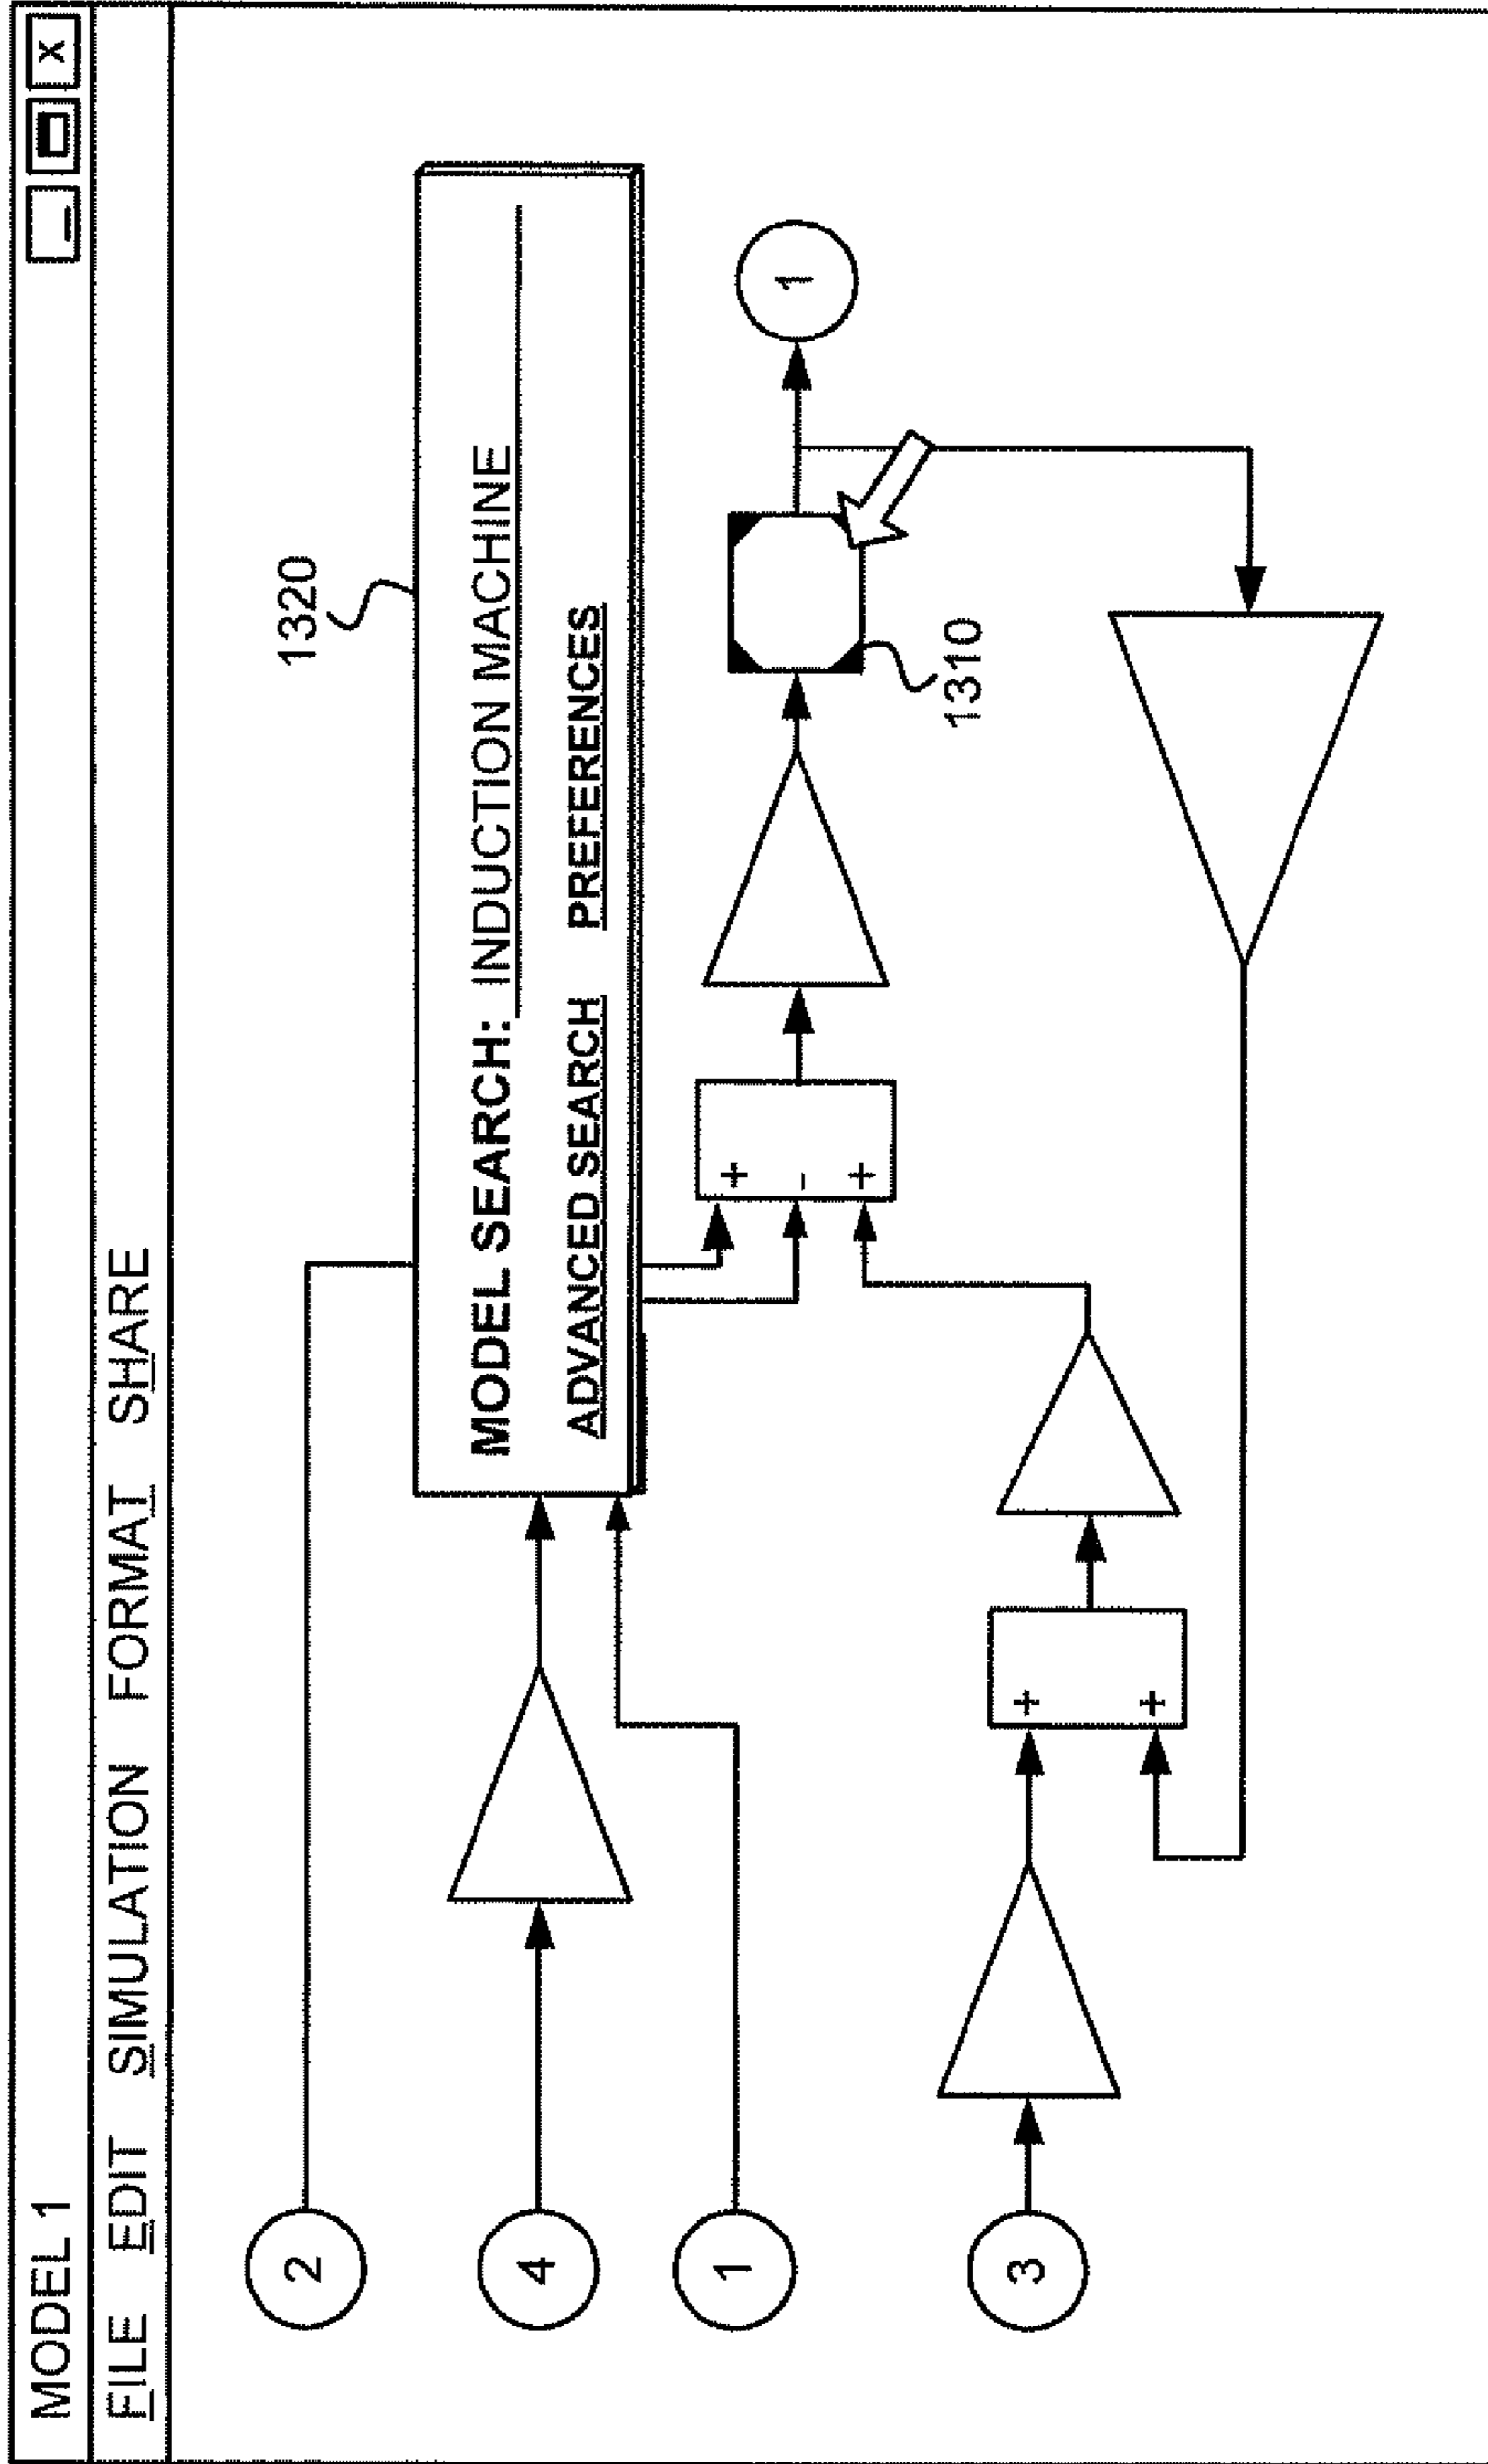 MODEL 1
_ X
FILE EDIT SIMULATION FORMAT SHARE
1320
2
MODEL SEARCH: INDUCTION MACHINE
4
ADVANCED SEARCH PREFERENCES
1
+
-
+
1
1310
3
+
+